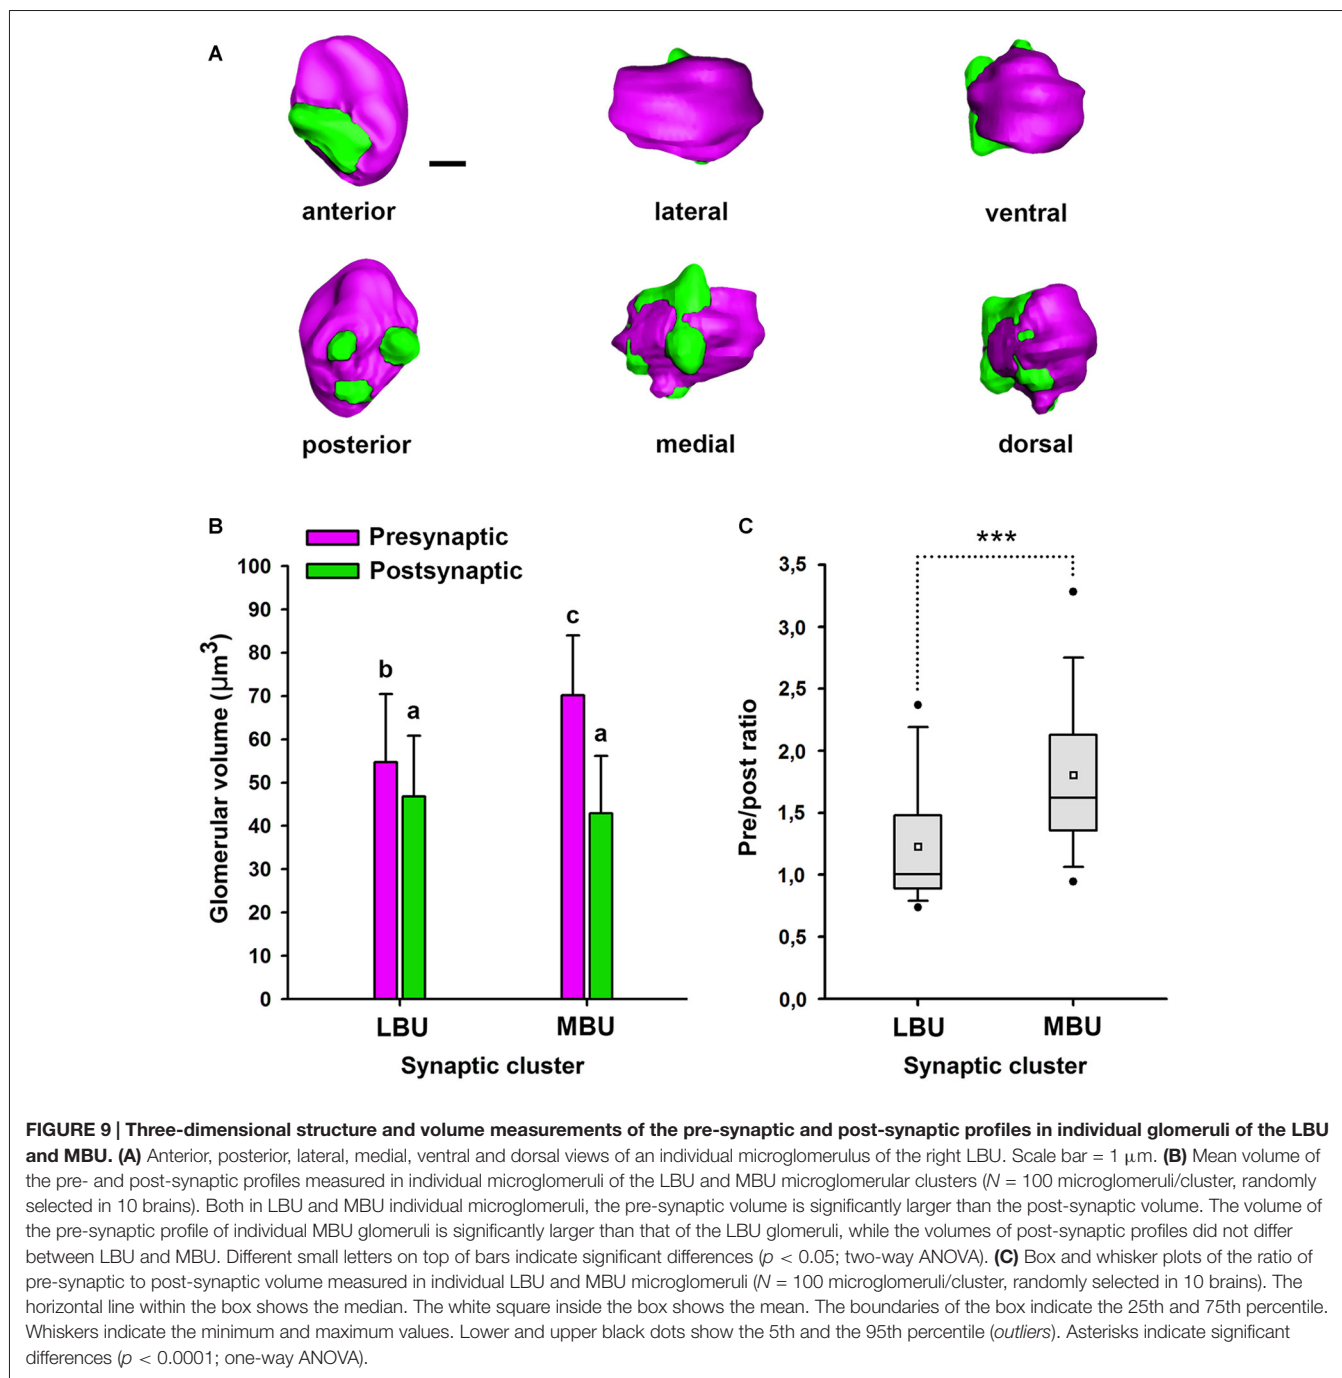 A
anterior
lateral
ventral
posterior
medial
dorsal
B
Presynaptic
Postsynaptic
Glomerular volume (µm³)
100
90
80
70
60
50
40
30
20
10
0
b
a
c
a
LBU
MBU
Synaptic cluster
C
***
Pre/post ratio
3,5
3,0
2,5
2,0
1,5
1,0
0,5
0,0
LBU
MBU
Synaptic cluster
FIGURE 9 | Three-dimensional structure and volume measurements of the pre-synaptic and post-synaptic profiles in individual glomeruli of the LBU
and MBU. (A) Anterior, posterior, lateral, medial, ventral and dorsal views of an individual microglomerulus of the right LBU. Scale bar = 1 µm. (B) Mean volume of
the pre- and post-synaptic profiles measured in individual microglomeruli of the LBU and MBU microglomerular clusters (N = 100 microglomeruli/cluster, randomly
selected in 10 brains). Both in LBU and MBU individual microglomeruli, the pre-synaptic volume is significantly larger than the post-synaptic volume. The volume of
the pre-synaptic profile of individual MBU glomeruli is significantly larger than that of the LBU glomeruli, while the volumes of post-synaptic profiles did not differ
between LBU and MBU. Different small letters on top of bars indicate significant differences (p < 0.05; two-way ANOVA). (C) Box and whisker plots of the ratio of
pre-synaptic to post-synaptic volume measured in individual LBU and MBU microglomeruli (N = 100 microglomeruli/cluster, randomly selected in 10 brains). The
horizontal line within the box shows the median. The white square inside the box shows the mean. The boundaries of the box indicate the 25th and 75th percentile.
Whiskers indicate the minimum and maximum values. Lower and upper black dots show the 5th and the 95th percentile (outliers). Asterisks indicate significant
differences (p < 0.0001; one-way ANOVA).